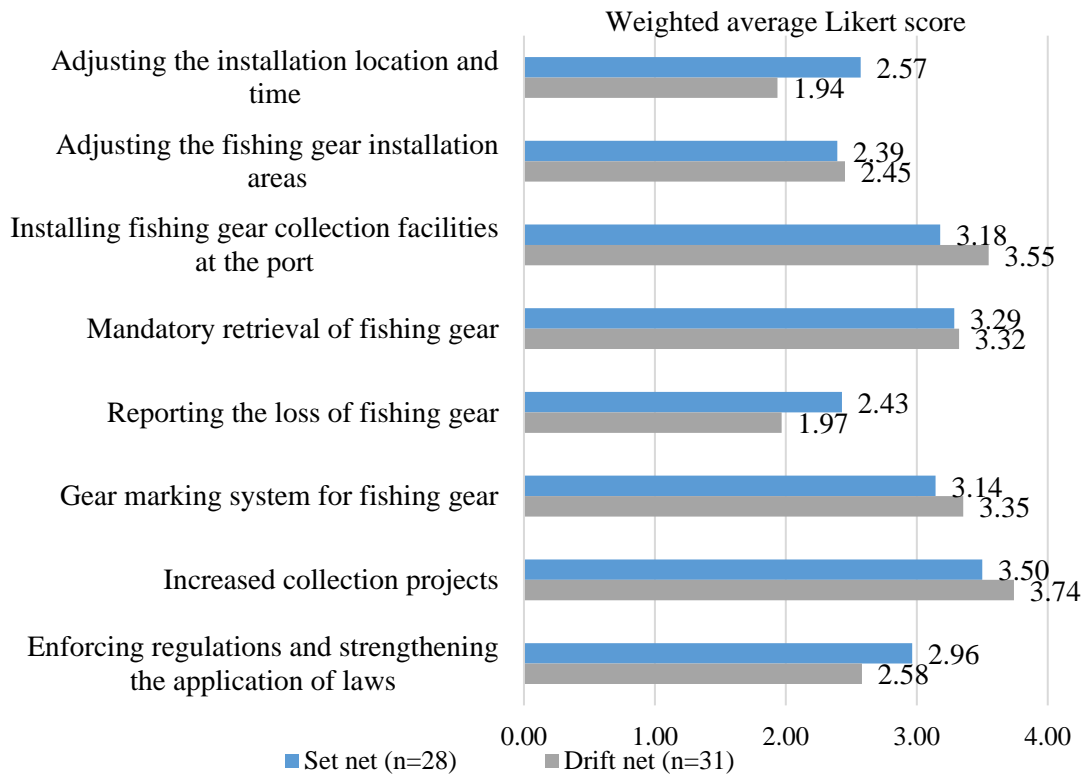 Weighted average Likert score
Adjusting the installation location and
time
2.57
1.94
Adjusting the fishing gear installation
areas
2.39
2.45
Installing fishing gear collection facilities
at the port
3.18
3.55
Mandatory retrieval of fishing gear
3.29
3.32
Reporting the loss of fishing gear
2.43
1.97
Gear marking system for fishing gear
3.14
3.35
Increased collection projects
3.50
3.74
Enforcing regulations and strengthening
the application of laws
2.96
2.58
0.00 1.00 2.00 3.00 4.00
Set net (n=28) Drift net (n=31)